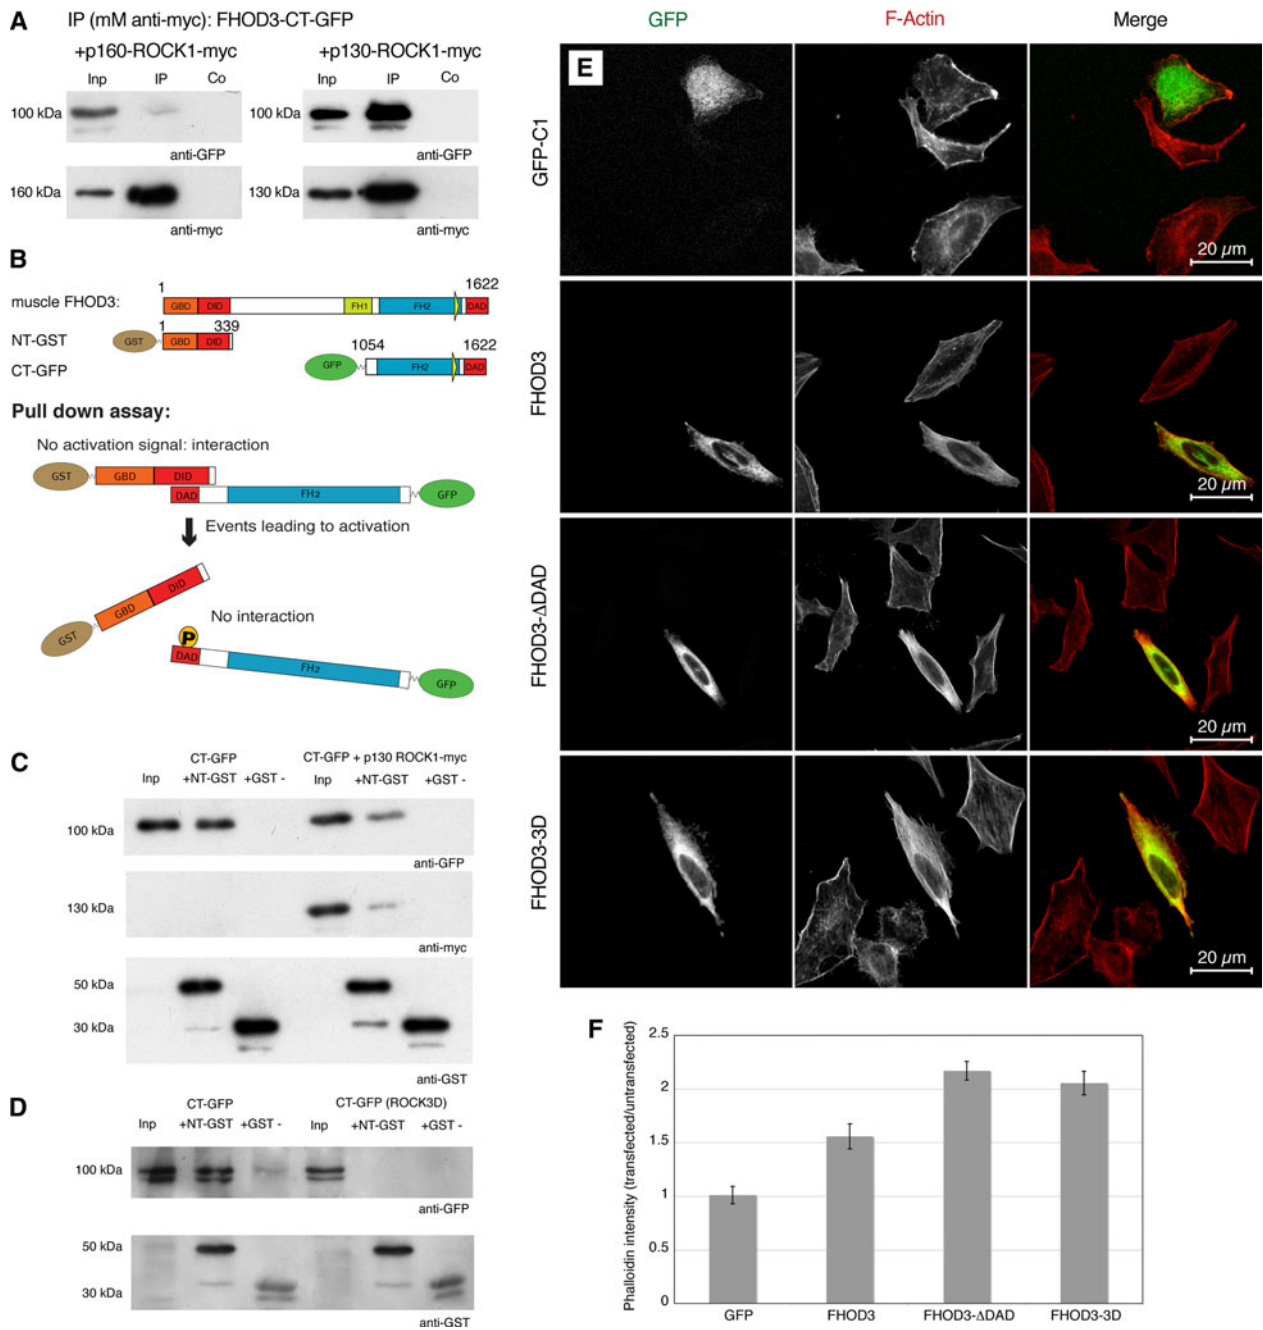 A
IP (mM anti-myc): FHOD3-CT-GFP
+p160-ROCK1-myc
+p130-ROCK1-myc
Inp IP Co
Inp IP Co
100 kDa
100 kDa
anti-GFP
anti-GFP
160 kDa
130 kDa
anti-myc
anti-myc
B
1
1622
muscle FHOD3:
GBD DID FH1 FH2 DAD
NT-GST
1
339
GST GBD DID
CT-GFP
1054
1622
GFP FH2 DAD
Pull down assay:
No activation signal: interaction
GST GBD DID
DAD FH2 GFP
Events leading to activation
GST GBD DID
No interaction
P
DAD FH2 GFP
C
CT-GFP
CT-GFP + p130 ROCK1-myc
Inp +NT-GST +GST -
Inp +NT-GST +GST -
100 kDa
anti-GFP
130 kDa
anti-myc
50 kDa
30 kDa
anti-GST
D
CT-GFP
CT-GFP (ROCK3D)
Inp +NT-GST +GST -
Inp +NT-GST +GST -
100 kDa
anti-GFP
50 kDa
30 kDa
anti-GST
GFP
F-Actin
Merge
E
GFP-C1
20 µm
FHOD3
20 µm
FHOD3-ΔDAD
20 µm
FHOD3-3D
20 µm
F
Phalloidin intensity (transfected/untransfected)
2.5
2
1.5
1
0.5
0
GFP
FHOD3
FHOD3-ΔDAD
FHOD3-3D